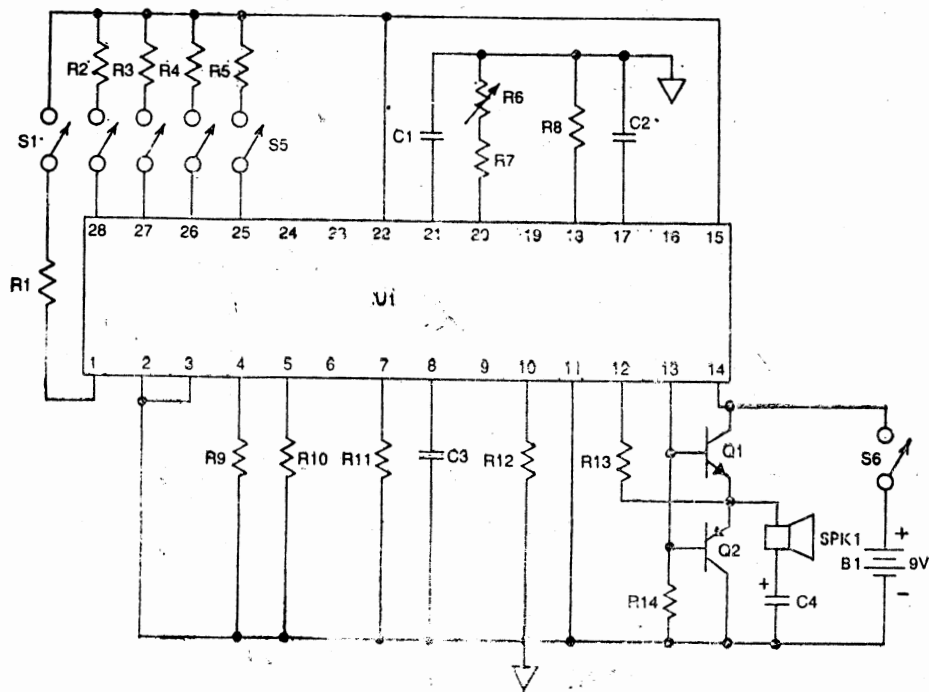 R2 R3 R4 R5
S1 S5
C1 R6 R8 C2
R7
28 27 26 25 24 23 22 21 20 19 18 17 16 15
R1 U1
1 2 3 4 5 6 7 8 9 10 11 12 13 14
R9 R10 R11 C3 R12 R13 Q1 S6
Q2 SPK1 +
B1 9V
+ -
R14 C4